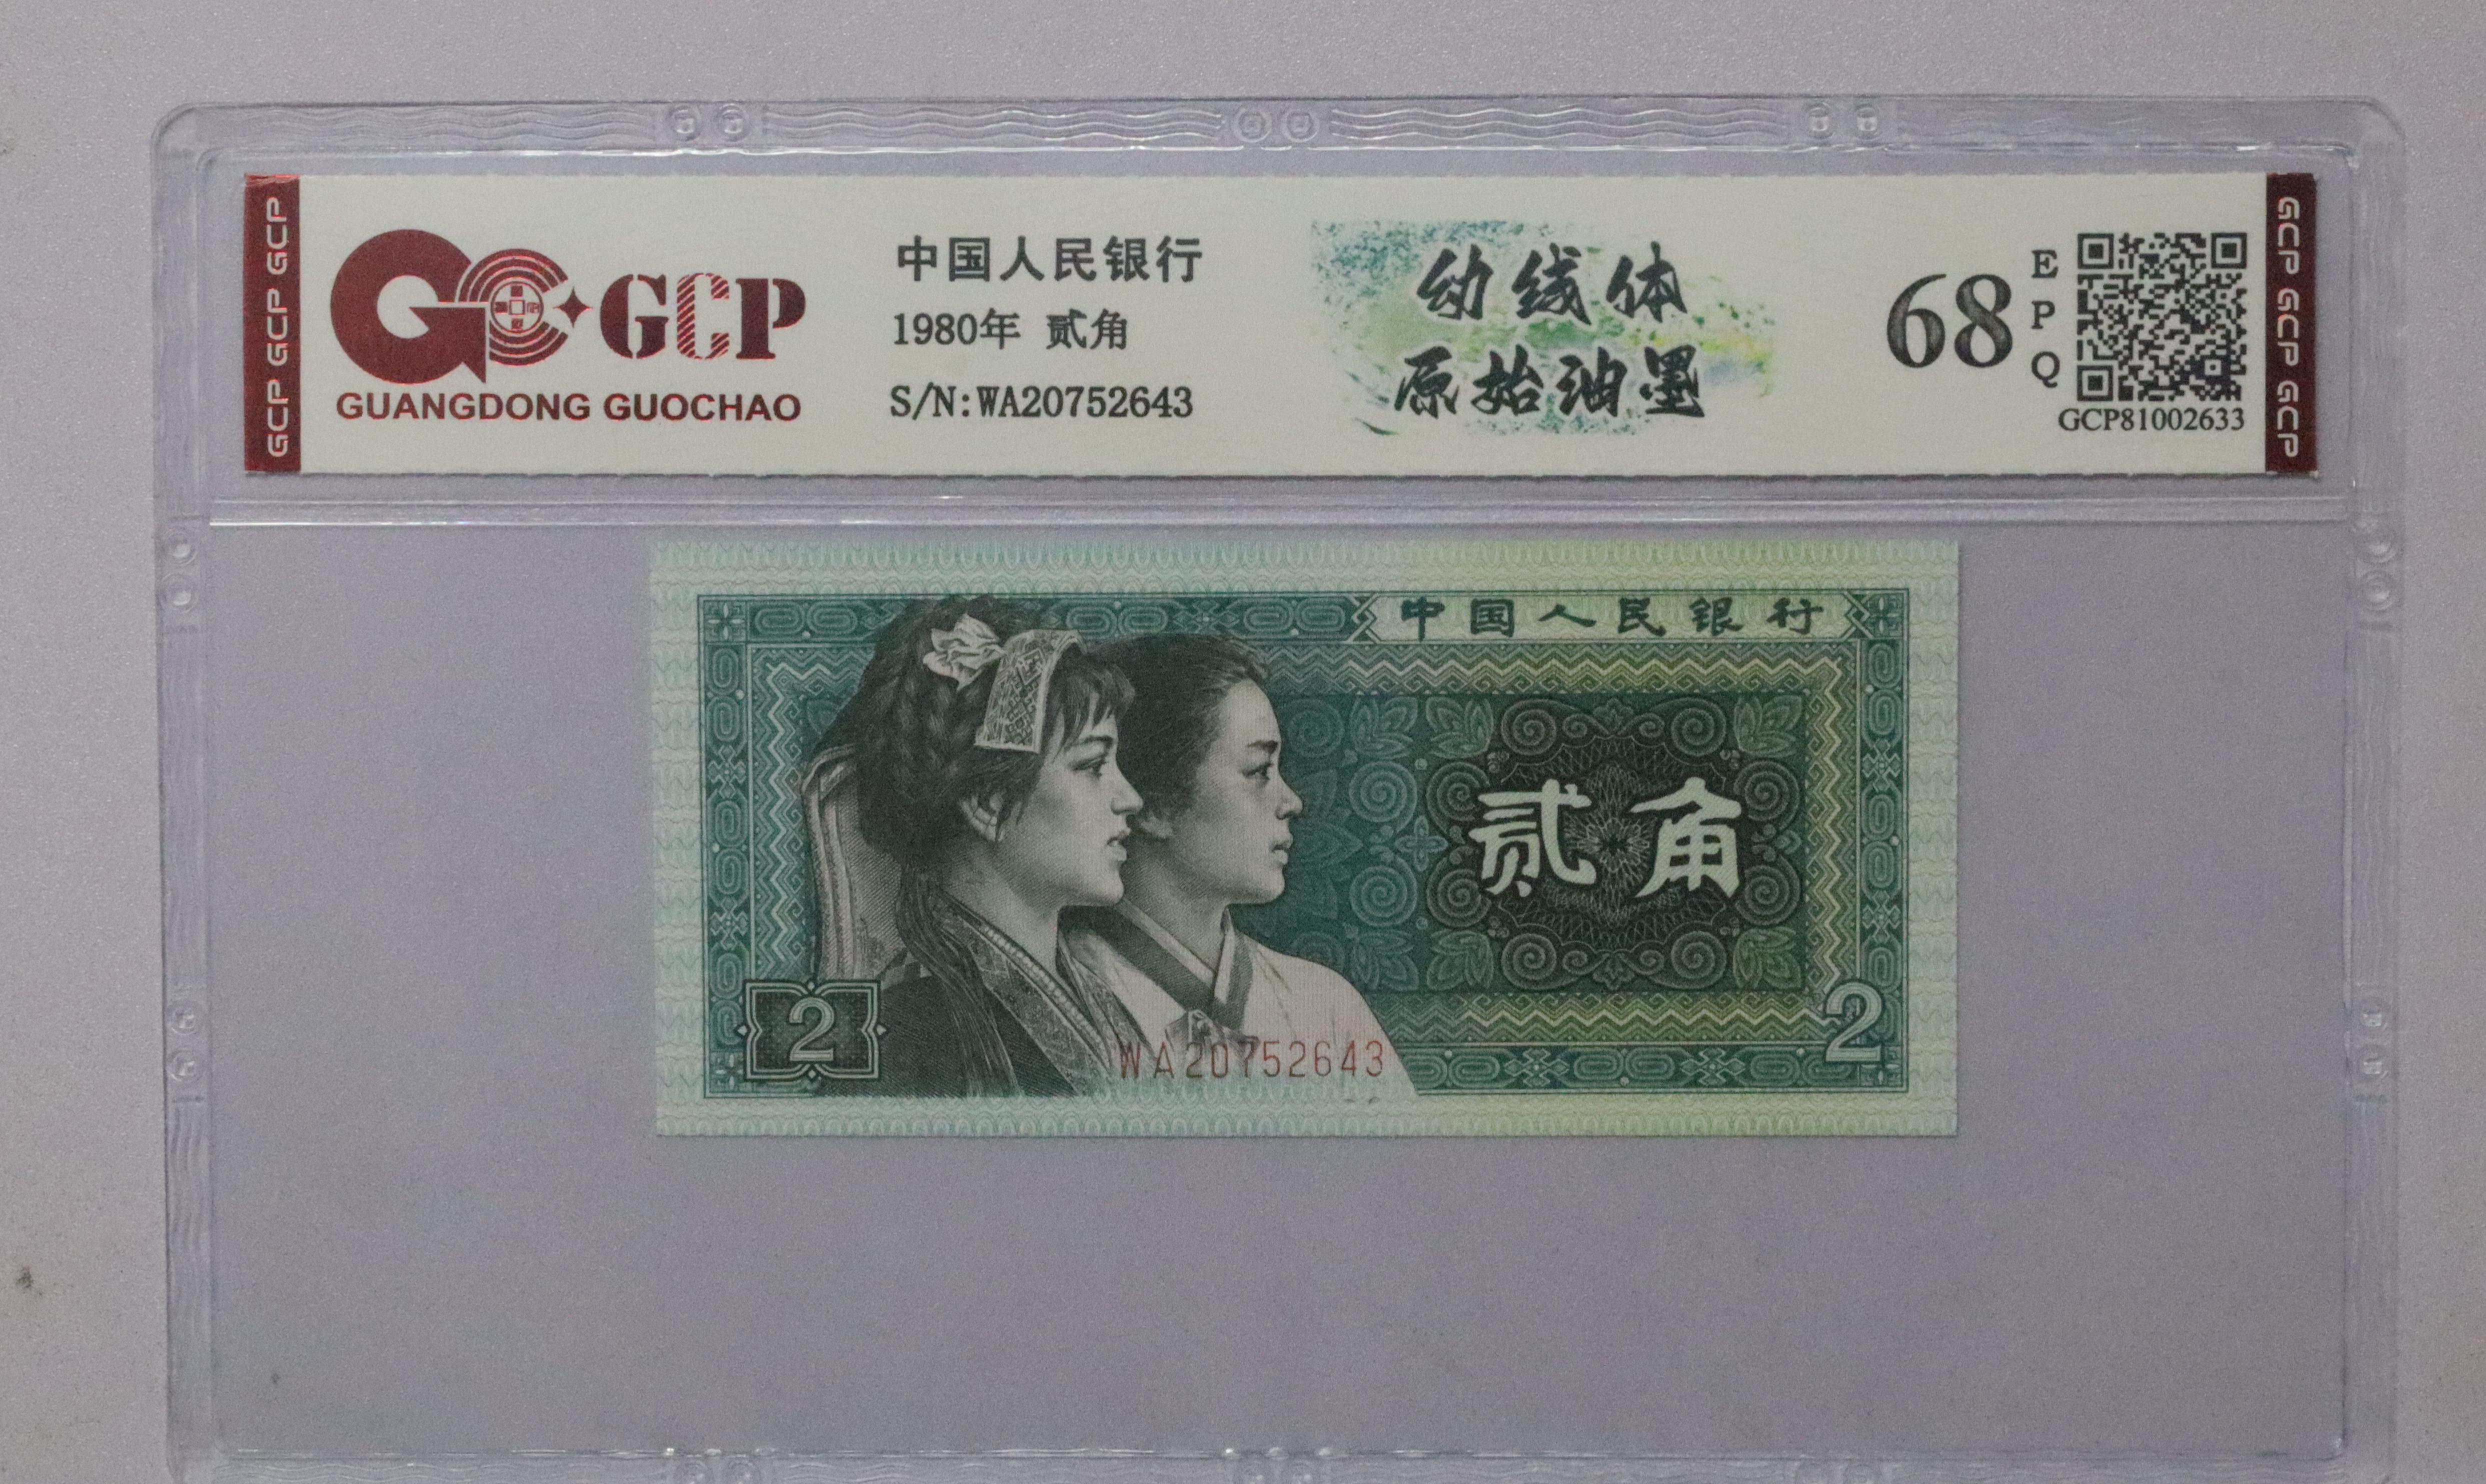 GCP GCP GCP
GCP
GUANGDONG GUOCHAO
中国人民银行
1980年 贰角
S/N:WA20752643
幼线体
原始油墨
68
E
P
Q
GCP81002633
GCP GCP GCP
中国人民银行
贰角
2
2
WA20752643